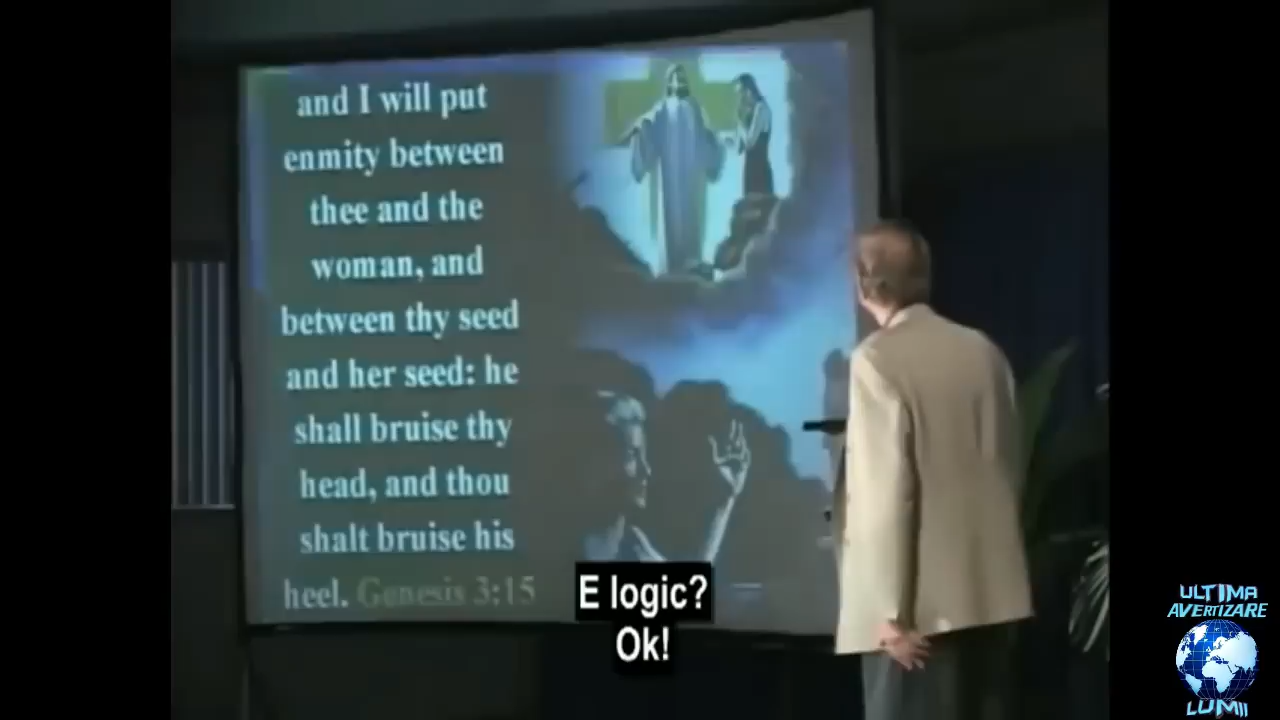 and I will put
enmity between
thee and the
woman, and
between thy seed
and her seed: he
shall bruise thy
head, and thou
shalt bruise his
heel. Genesis 3:15
E logic?
Ok!
ULTIMA
AVERTIZARE
LUMII